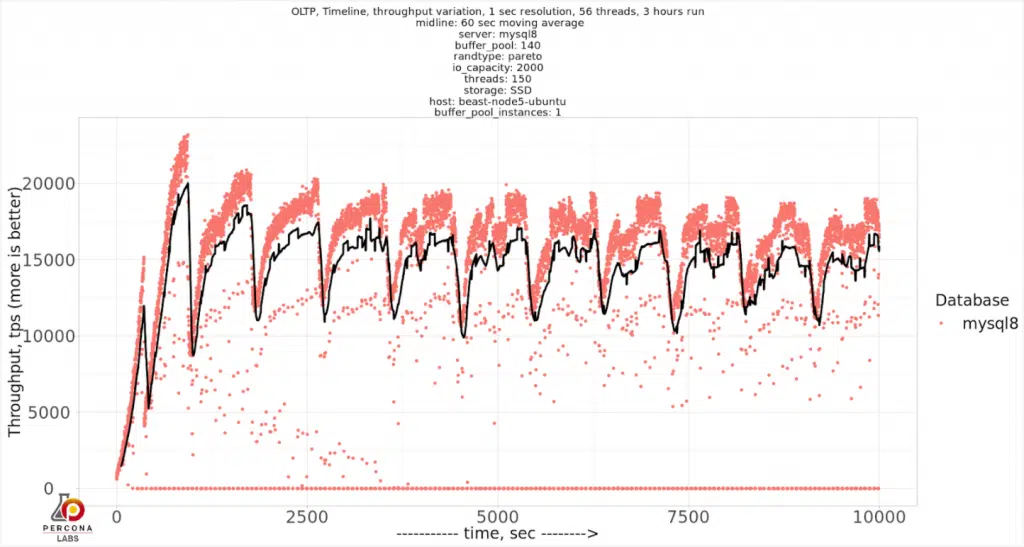 OLTP, Timeline, throughput variation, 1 sec resolution, 56 threads, 3 hours run
midline: 60 sec moving average
server: mysql8
buffer_pool: 140
randtype: pareto
io_capacity: 2000
threads: 150
storage: SSD
host: beast-node5-ubuntu
buffer_pool_instances: 1
Throughput, tps (more is better)
20000
15000
10000
5000
0
Database
mysql8
0
2500
5000
7500
10000
----------- time, sec -------->
PERCONA
LABS